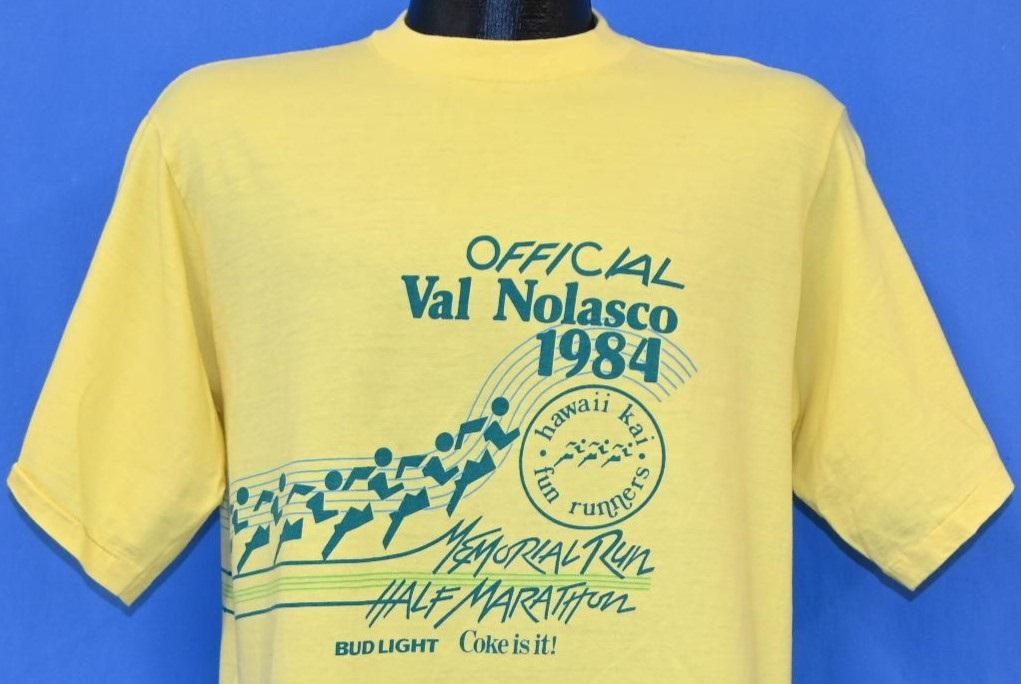 OFFICIAL
Val Nolasco
1984
hawaii kai
fun runners
MEMORIAL RUN
HALF MARATHON
BUD LIGHT Coke is it!